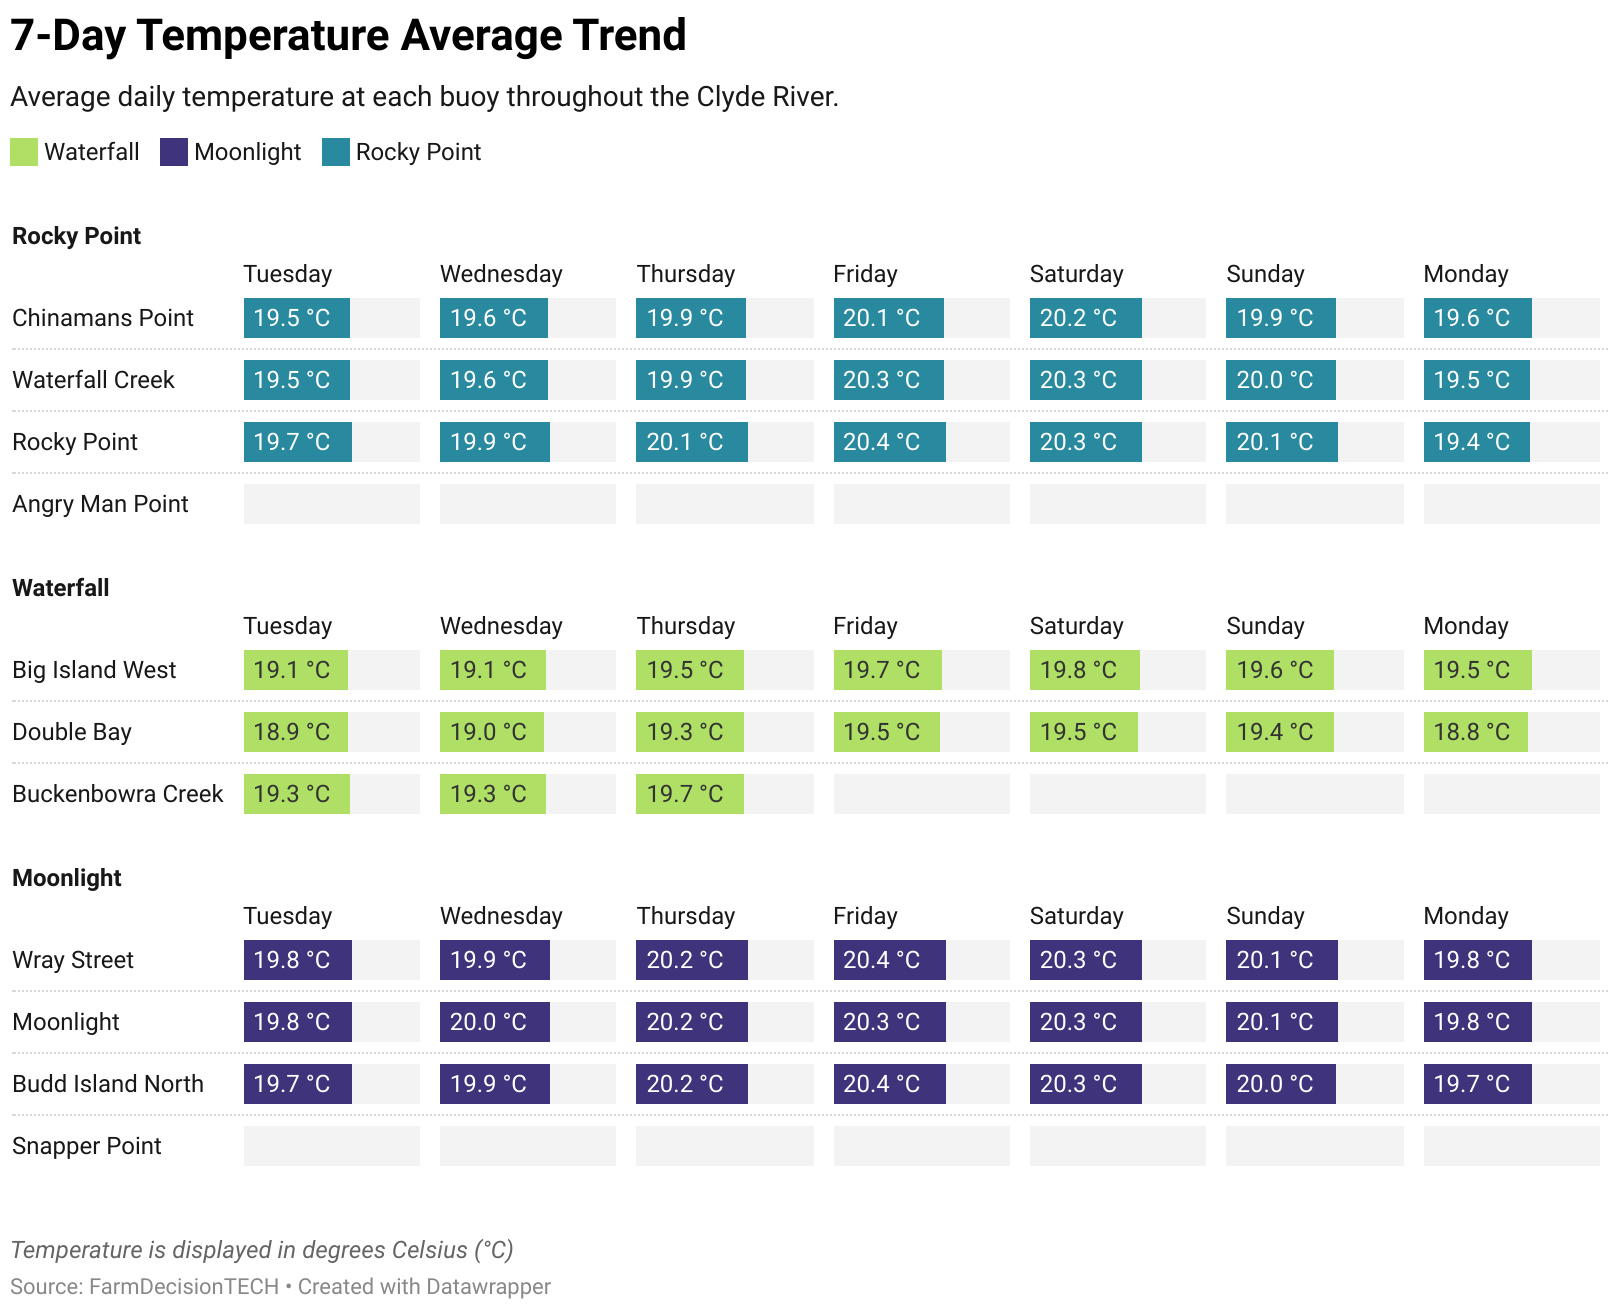 7-Day Temperature Average Trend
Average daily temperature at each buoy throughout the Clyde River.
Waterfall Moonlight Rocky Point
Rocky Point
Tuesday Wednesday Thursday Friday Saturday Sunday Monday
Chinamans Point 19.5 °C 19.6 °C 19.9 °C 20.1 °C 20.2 °C 19.9 °C 19.6 °C
Waterfall Creek 19.5 °C 19.6 °C 19.9 °C 20.3 °C 20.3 °C 20.0 °C 19.5 °C
Rocky Point 19.7 °C 19.9 °C 20.1 °C 20.4 °C 20.3 °C 20.1 °C 19.4 °C
Angry Man Point
Waterfall
Tuesday Wednesday Thursday Friday Saturday Sunday Monday
Big Island West 19.1 °C 19.1 °C 19.5 °C 19.7 °C 19.8 °C 19.6 °C 19.5 °C
Double Bay 18.9 °C 19.0 °C 19.3 °C 19.5 °C 19.5 °C 19.4 °C 18.8 °C
Buckenbowra Creek 19.3 °C 19.3 °C 19.7 °C
Moonlight
Tuesday Wednesday Thursday Friday Saturday Sunday Monday
Wray Street 19.8 °C 19.9 °C 20.2 °C 20.4 °C 20.3 °C 20.1 °C 19.8 °C
Moonlight 19.8 °C 20.0 °C 20.2 °C 20.3 °C 20.3 °C 20.1 °C 19.8 °C
Budd Island North 19.7 °C 19.9 °C 20.2 °C 20.4 °C 20.3 °C 20.0 °C 19.7 °C
Snapper Point
Temperature is displayed in degrees Celsius (°C)
Source: FarmDecisionTECH • Created with Datawrapper